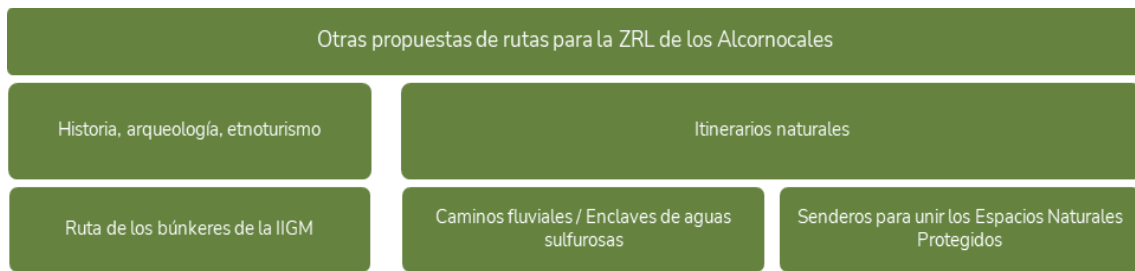 Otras propuestas de rutas para la ZRL de los Alcornocales
Historia, arqueología, etnoturismo
Itinerarios naturales
Ruta de los búnkeres de la IIGM
Caminos fluviales / Enclaves de aguas
sulfurosas
Senderos para unir los Espacios Naturales
Protegidos